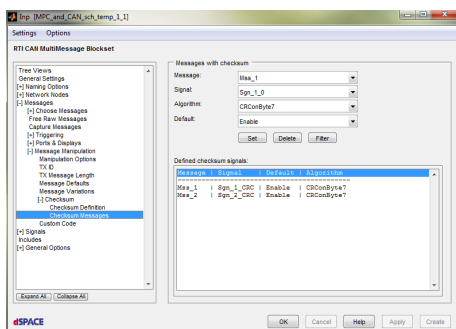 Inp [MPC_and_CAN_sch_temp_1_1]
Settings Options
RTI CAN MultiMessage Blockset
Tree Views
General Settings
[+] Naming Options
[+] Network Nodes
[-] Messages
[+] Choose Messages
Free Raw Messages
Capture Messages
[+] Triggering
[+] Ports & Displays
[-] Message Manipulation
Manipulation Options
TX ID
TX Message Length
Message Defaults
Message Variations
[-] Checksum
Checksum Definition
Checksum Messages
Custom Code
[+] Signals
Includes
[+] General Options
Expand All Collapse All
Messages with checksum
Message: Mss_1
Signal: Sgn_1_0
Algorithm: CRConByte7
Default: Enable
Set Delete Filter
Defined checksum signals:
Message | Signal | Default | Algorithm
Mss_1 | Sgn_1_CRC | Enable | CRConByte7
Mss_2 | Sgn_2_CRC | Enable | CRConByte7
dSPACE
OK Cancel Help Apply Create